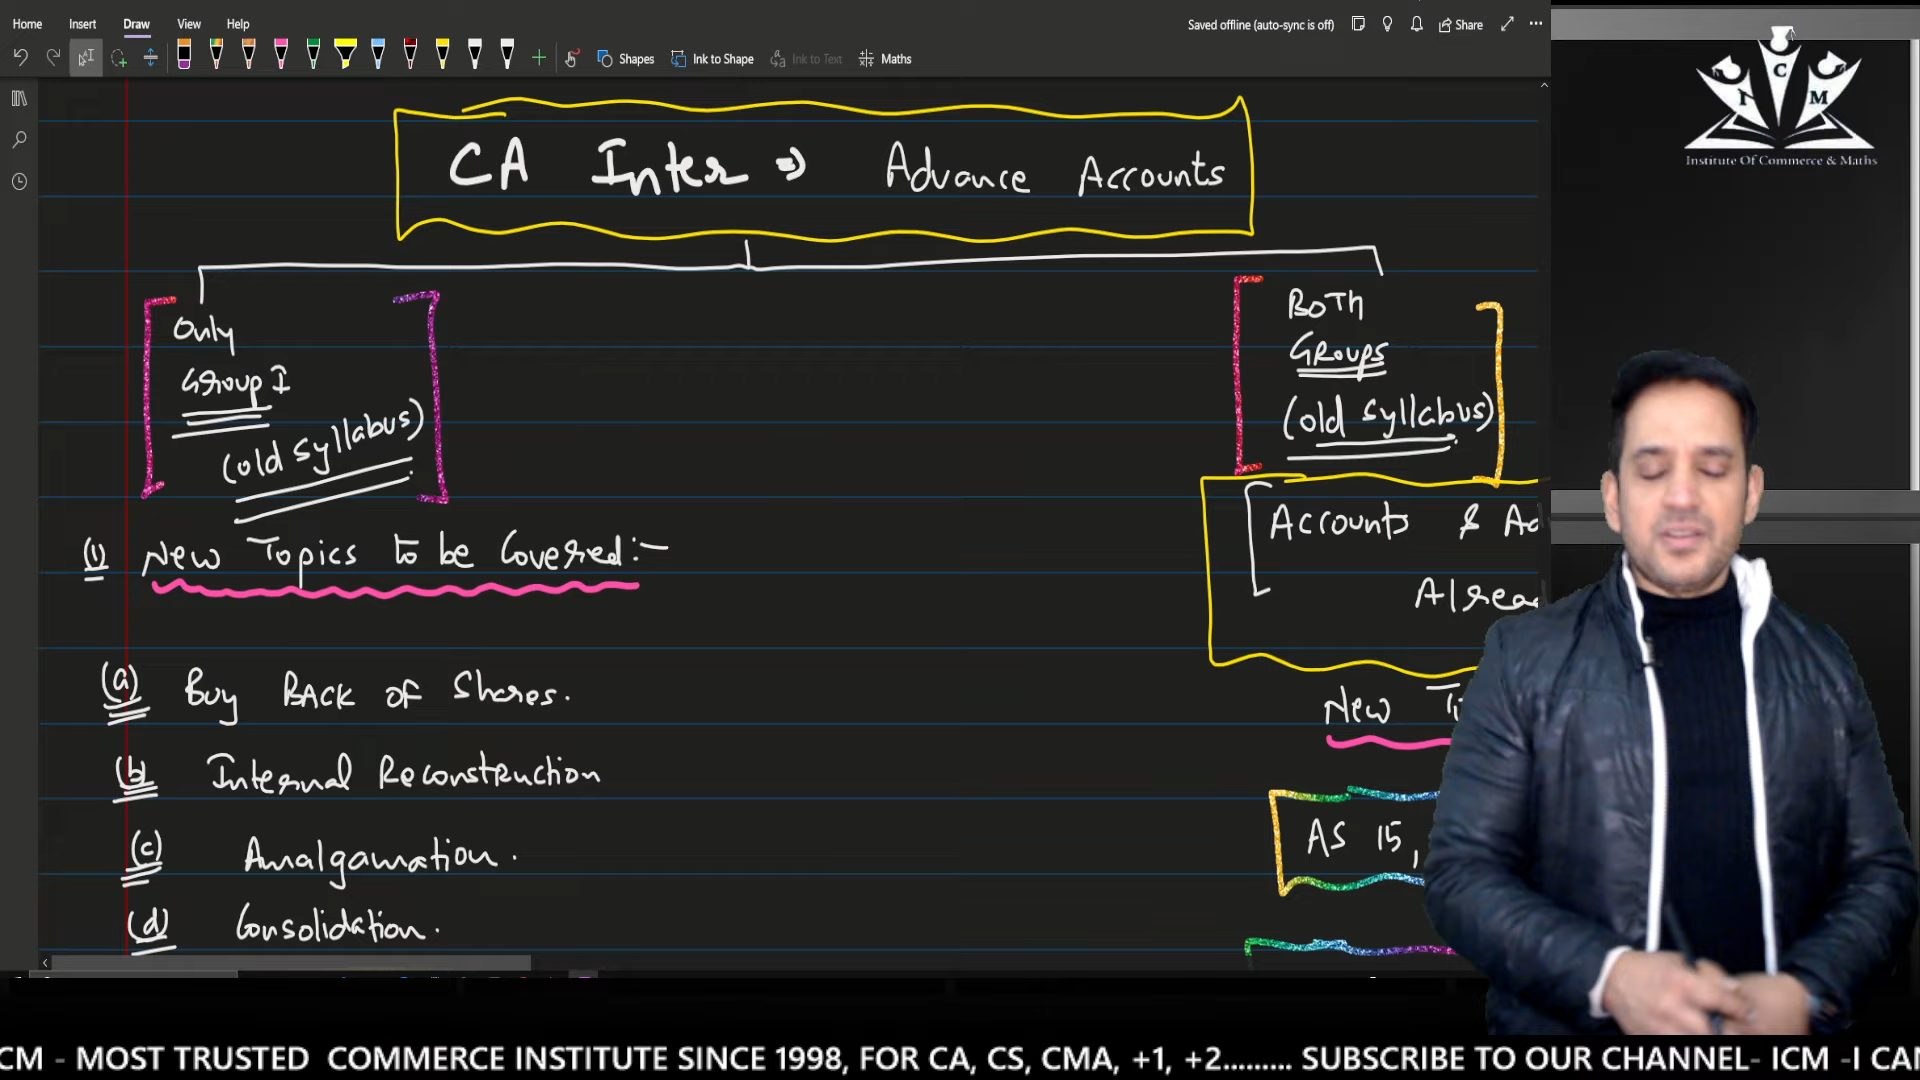 Home Insert Draw View Help
Saved offline (auto-sync is off) Share
Shapes Ink to Shape Ink to Text Maths
I C M
Institute Of Commerce & Maths
CA Inter ⇒ Advance Accounts
Only
Group I
(old syllabus)
BOTH
GROUPS
(old syllabus)
Accounts & Ad
Alrea
(1) New Topics to be Covered:-
New T
(a) Buy BACK OF Shares.
(b) Internal Reconstruction
AS 15,
(c) Amalgamation.
(d) Consolidation.
CM - MOST TRUSTED COMMERCE INSTITUTE SINCE 1998, FOR CA, CS, CMA, +1, +2......... SUBSCRIBE TO OUR CHANNEL- ICM -I CAN